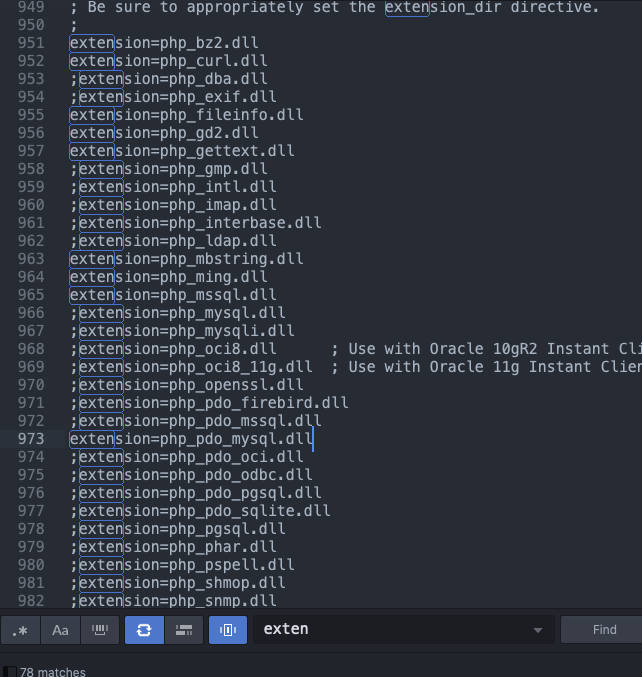 949 ; Be sure to appropriately set the extension_dir directive.
950 ;
951 extension=php_bz2.dll
952 extension=php_curl.dll
953 ;extension=php_dba.dll
954 ;extension=php_exif.dll
955 extension=php_fileinfo.dll
956 extension=php_gd2.dll
957 extension=php_gettext.dll
958 ;extension=php_gmp.dll
959 ;extension=php_intl.dll
960 ;extension=php_imap.dll
961 ;extension=php_interbase.dll
962 ;extension=php_ldap.dll
963 extension=php_mbstring.dll
964 extension=php_ming.dll
965 extension=php_mssql.dll
966 ;extension=php_mysql.dll
967 ;extension=php_mysqli.dll
968 ;extension=php_oci8.dll ; Use with Oracle 10gR2 Instant Cli
969 ;extension=php_oci8_11g.dll ; Use with Oracle 11g Instant Clien
970 ;extension=php_openssl.dll
971 ;extension=php_pdo_firebird.dll
972 ;extension=php_pdo_mssql.dll
973 extension=php_pdo_mysql.dll
974 ;extension=php_pdo_oci.dll
975 ;extension=php_pdo_odbc.dll
976 ;extension=php_pdo_pgsql.dll
977 ;extension=php_pdo_sqlite.dll
978 ;extension=php_pgsql.dll
979 ;extension=php_phar.dll
980 ;extension=php_pspell.dll
981 ;extension=php_shmop.dll
982 ;extension=php_snmp.dll
.* Aa exten Find
78 matches